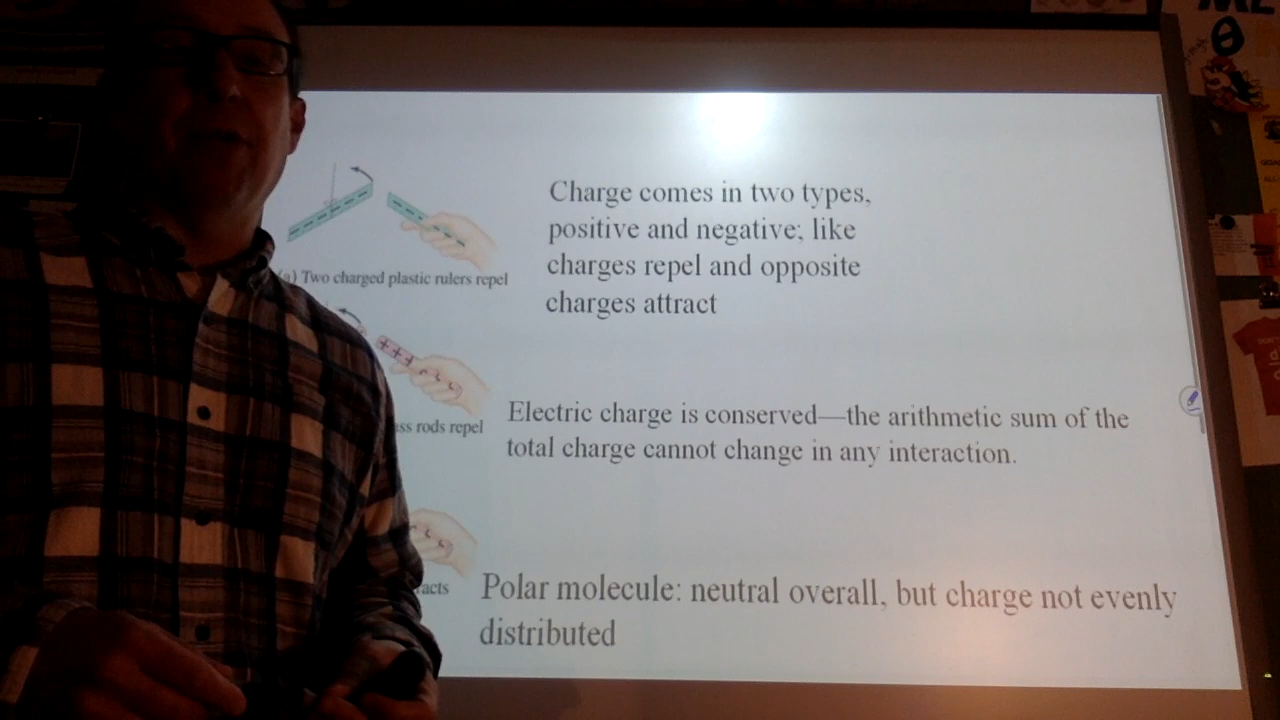 Charge comes in two types,
positive and negative; like
charges repel and opposite
charges attract
(a) Two charged plastic rulers repel
rods repel
Electric charge is conserved—the arithmetic sum of the
total charge cannot change in any interaction.
Polar molecule: neutral overall, but charge not evenly
distributed